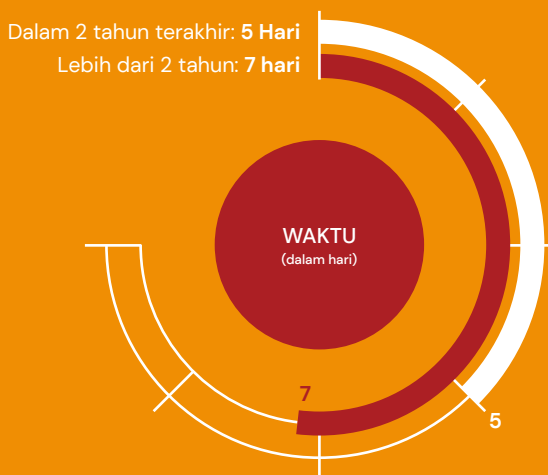 Dalam 2 tahun terakhir: 5 Hari
Lebih dari 2 tahun: 7 hari
WAKTU
(dalam hari)
7
5